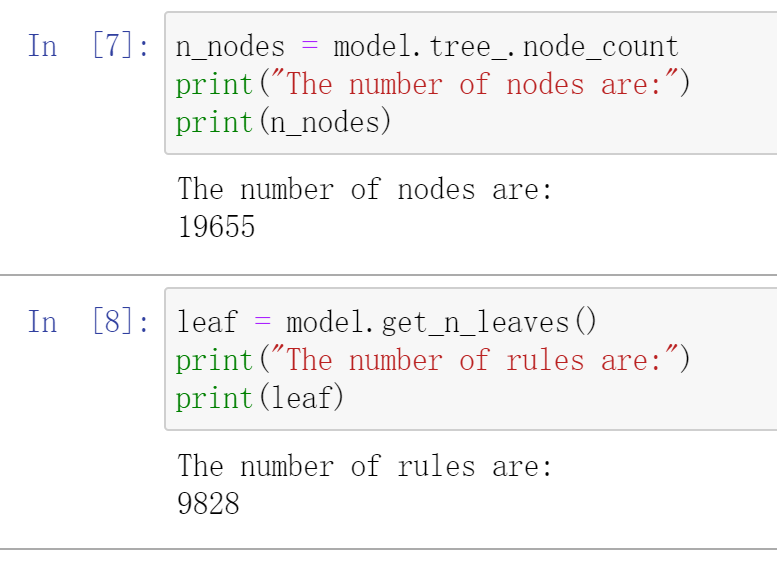 In [7]: n_nodes = model.tree_.node_count
print("The number of nodes are:")
print(n_nodes)
The number of nodes are:
19655
In [8]: leaf = model.get_n_leaves()
print("The number of rules are:")
print(leaf)
The number of rules are:
9828